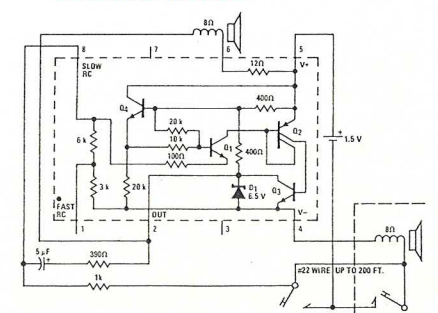 8Ω
8
7
6
5
SLOW
RC
12Ω
V+
Q4
400Ω
20 k
10 k
Q1
Q2
+
1.5 V
6 k
100Ω
400Ω
3 k
20 k
D1
6.5 V
Q3
FAST
RC
OUT
V−
1
2
3
4
8Ω
5 µF
+
390Ω
1k
#22 WIRE UP TO 200 FT.